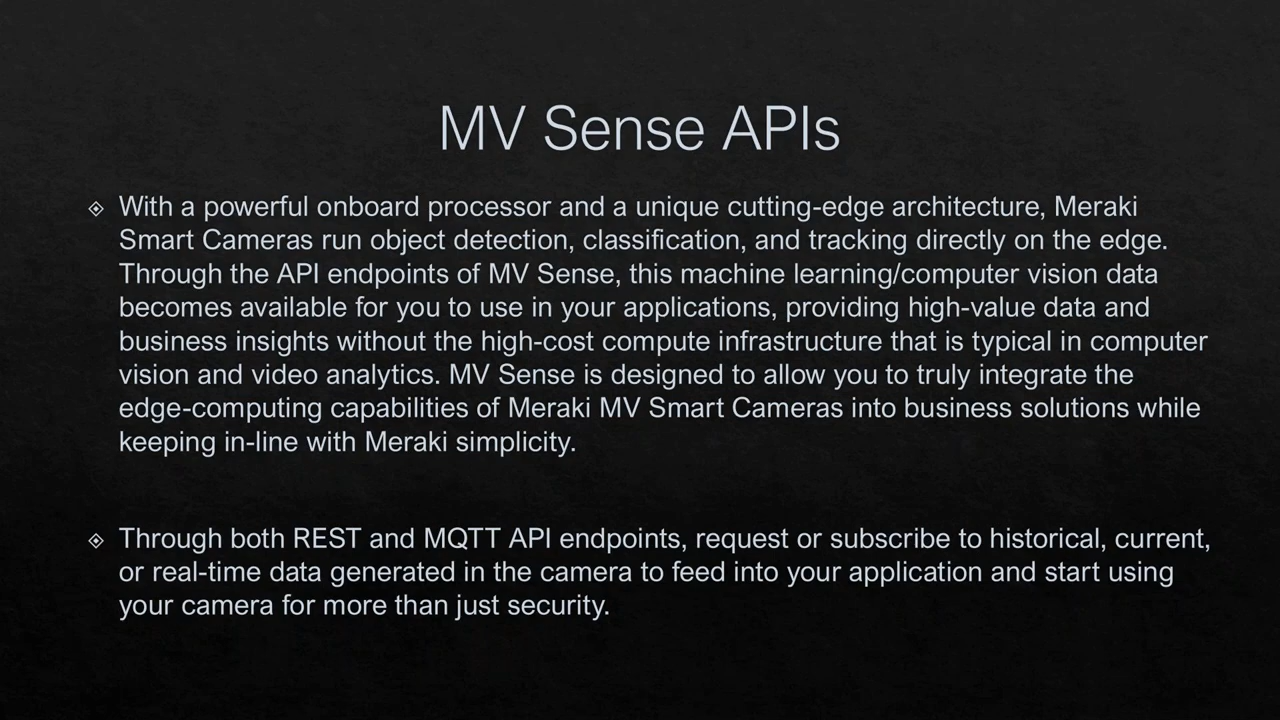 MV Sense APIs
With a powerful onboard processor and a unique cutting-edge architecture, Meraki
Smart Cameras run object detection, classification, and tracking directly on the edge.
Through the API endpoints of MV Sense, this machine learning/computer vision data
becomes available for you to use in your applications, providing high-value data and
business insights without the high-cost compute infrastructure that is typical in computer
vision and video analytics. MV Sense is designed to allow you to truly integrate the
edge-computing capabilities of Meraki MV Smart Cameras into business solutions while
keeping in-line with Meraki simplicity.
Through both REST and MQTT API endpoints, request or subscribe to historical, current,
or real-time data generated in the camera to feed into your application and start using
your camera for more than just security.